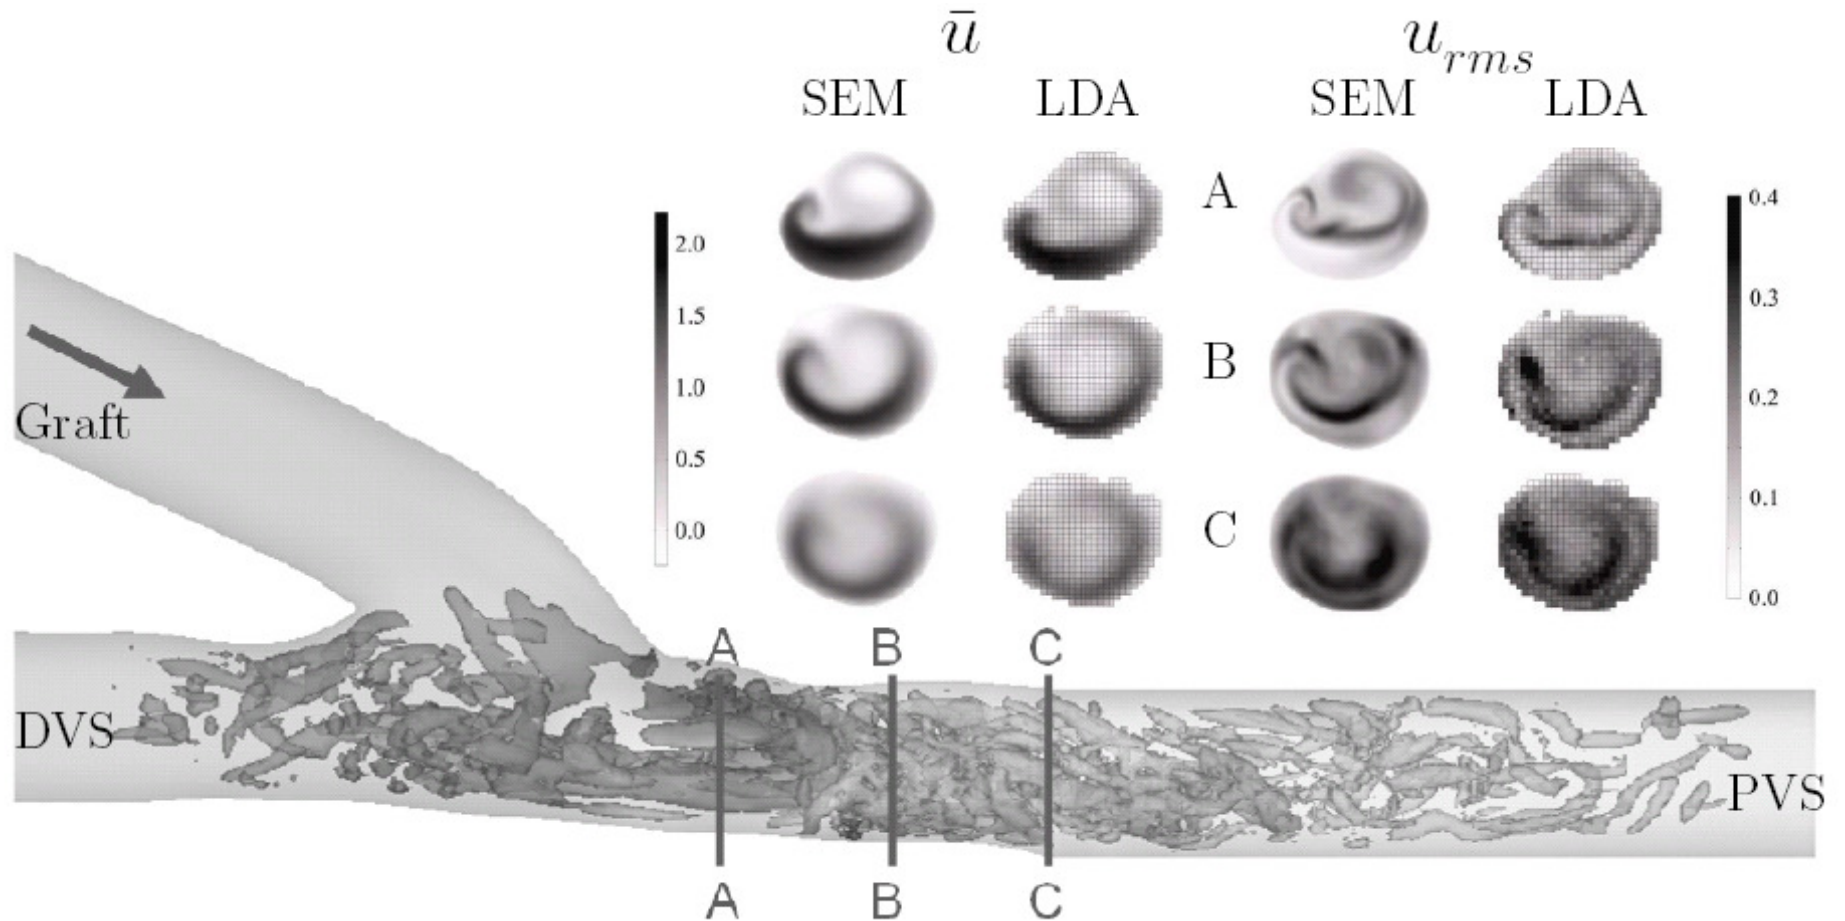 ū u_rms
SEM LDA SEM LDA
A
2.0
1.5
1.0
0.5
0.0
B
C
0.4
0.3
0.2
0.1
0.0
Graft
A B C
DVS
PVS
A B C